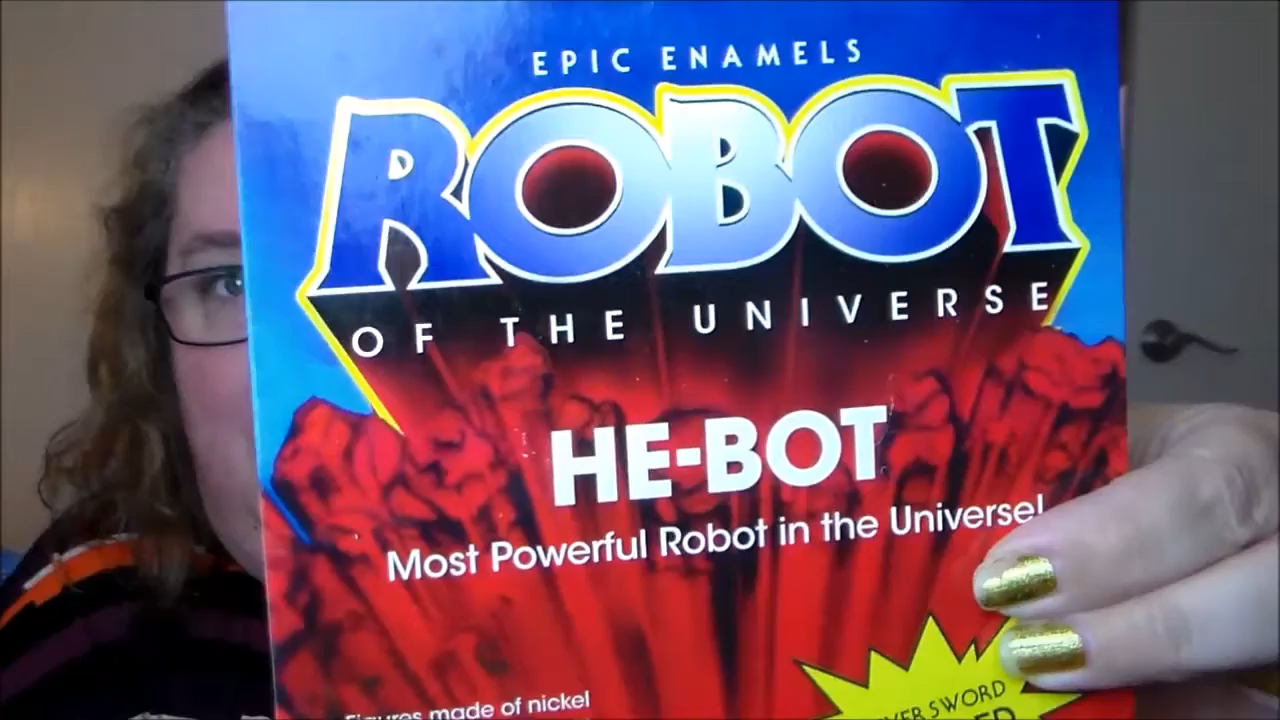 EPIC ENAMELS
ROBOT
OF THE UNIVERSE
HE-BOT
Most Powerful Robot in the Universe!
Figures made of nickel
SWORD